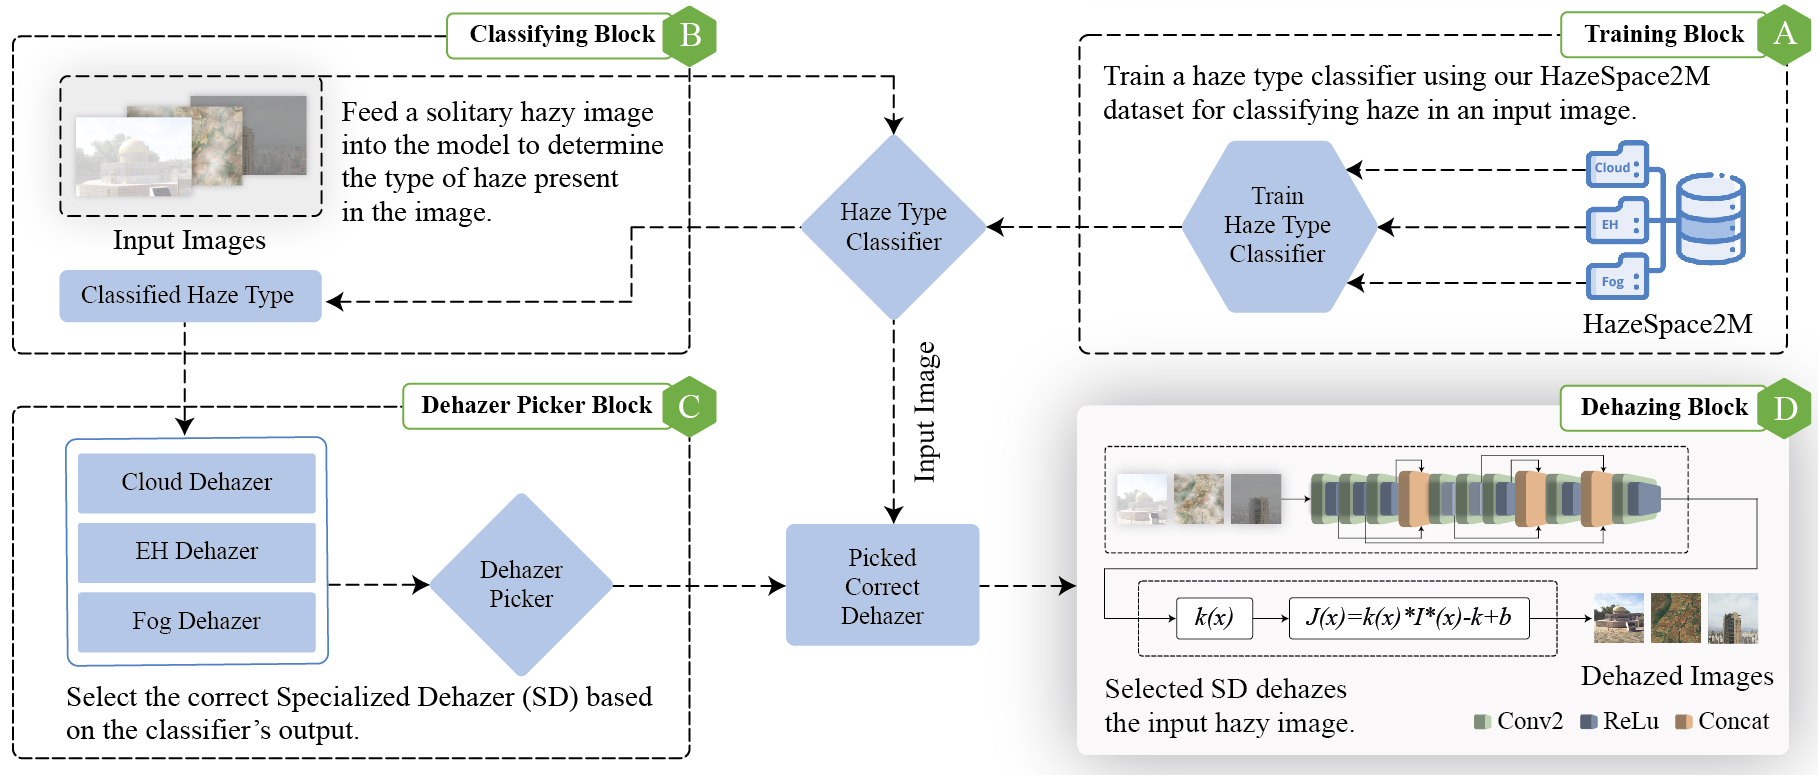 Classifying Block
B
Feed a solitary hazy image
into the model to determine
the type of haze present
in the image.
Input Images
Classified Haze Type
Haze Type
Classifier
Training Block
A
Train a haze type classifier using our HazeSpace2M
dataset for classifying haze in an input image.
Train
Haze Type
Classifier
Cloud
EH
Fog
HazeSpace2M
Input Image
Dehazer Picker Block
C
Cloud Dehazer
EH Dehazer
Fog Dehazer
Dehazer
Picker
Select the correct Specialized Dehazer (SD) based
on the classifier’s output.
Picked
Correct
Dehazer
Dehazing Block
D
k(x)
J(x)=k(x)*I*(x)-k+b
Dehazed Images
Selected SD dehazes
the input hazy image.
Conv2
ReLu
Concat